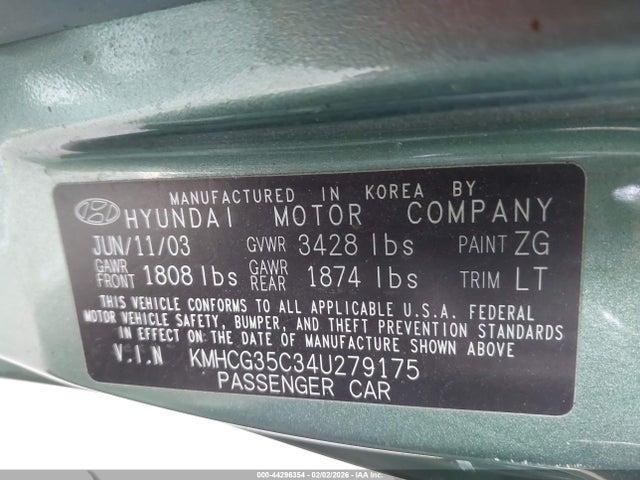 MANUFACTURED IN KOREA BY
HYUNDAI MOTOR COMPANY
JUN/11/03 GVWR 3428 lbs PAINT ZG
GAWR FRONT 1808 lbs GAWR REAR 1874 lbs TRIM LT
THIS VEHICLE CONFORMS TO ALL APPLICABLE U.S.A. FEDERAL
MOTOR VEHICLE SAFETY, BUMPER, AND THEFT PREVENTION STANDARDS
IN EFFECT ON THE DATE OF MANUFACTURE SHOWN ABOVE
V.I.N KMHCG35C34U279175
PASSENGER CAR
000-44296354 - 02/02/2026 - IAA Inc.